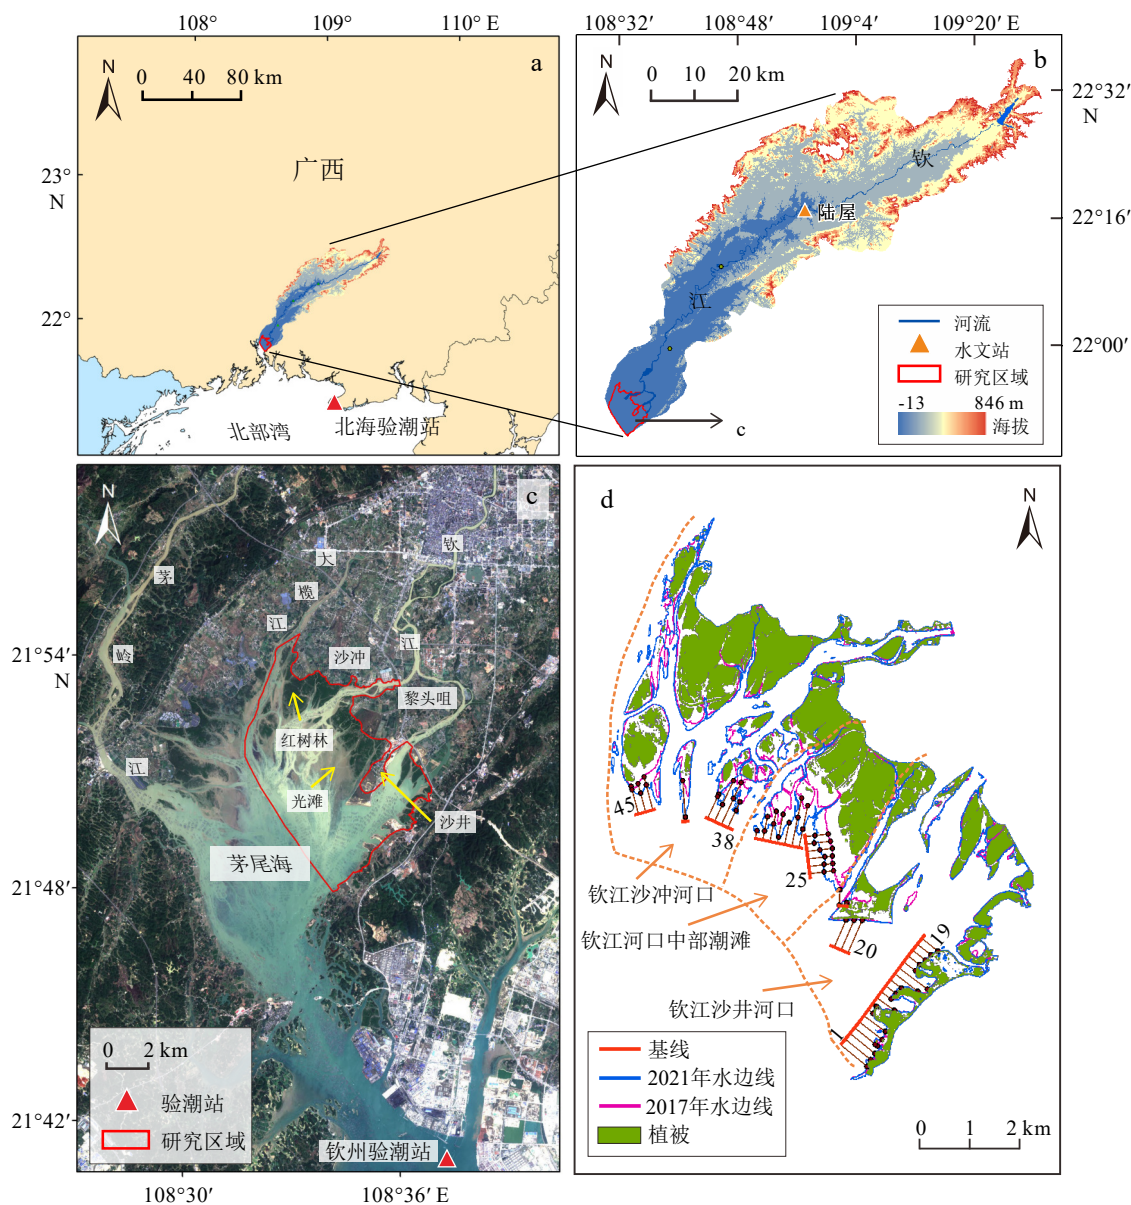 108° 109° 110° E
a
N
0 40 80 km
广西
23°
N
22°
北部湾
北海验潮站
108°32′ 108°48′ 109°4′ 109°20′ E
b
N
0 10 20 km
22°32′
N
钦
陆屋
22°16′
江
22°00′
河流
水文站
研究区域
-13 846 m
海拔
c
c
N
钦
大
榄
江
茅
岭
江
江
沙冲
黎头咀
21°54′
N
红树林
光滩
沙井
茅尾海
21°48′
0 2 km
验潮站
研究区域
21°42′
钦州验潮站
108°30′ 108°36′ E
d
N
45
38
25
20
19
1
钦江沙冲河口
钦江河口中部潮滩
钦江沙井河口
基线
2021年水边线
2017年水边线
植被
0 1 2 km